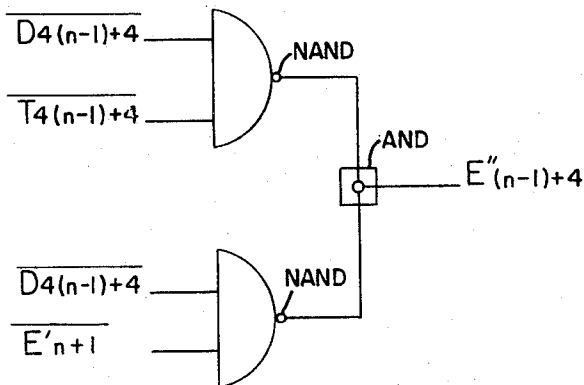 D4(n-1)+4
NAND
T4(n-1)+4
AND
E''(n-1)+4
D4(n-1)+4
NAND
E'n+1